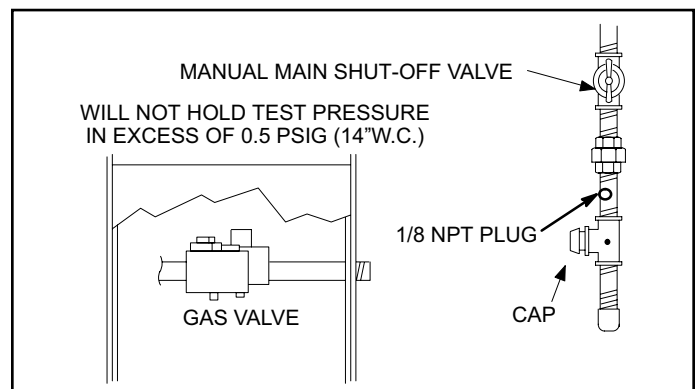 MANUAL MAIN SHUT-OFF VALVE
WILL NOT HOLD TEST PRESSURE
IN EXCESS OF 0.5 PSIG (14”W.C.)
1/8 NPT PLUG
GAS VALVE
CAP